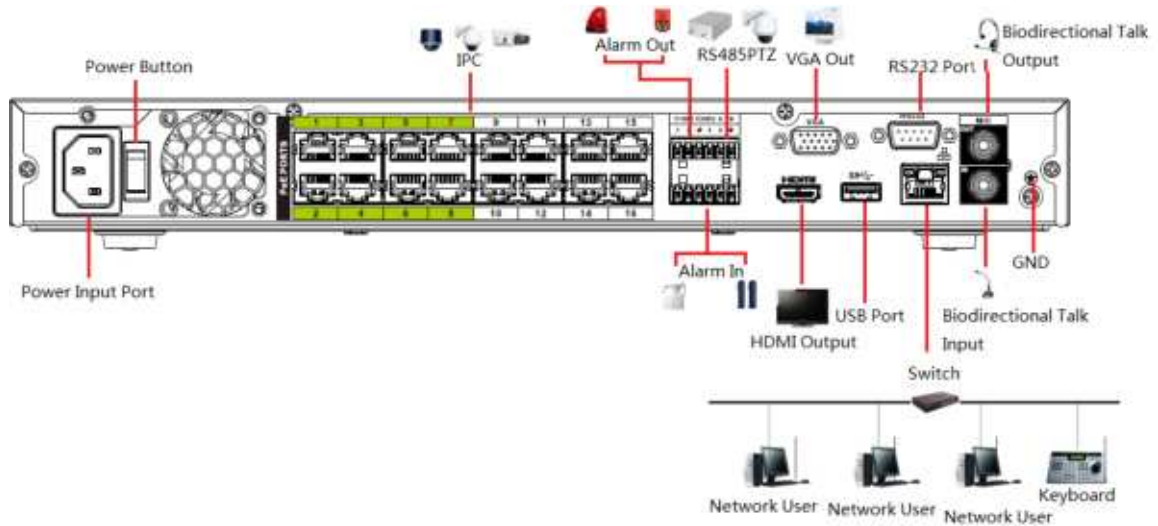 Biodirectional Talk
Output
Alarm Out
RS485PTZ
VGA Out
RS232 Port
IPC
Power Button
1 3 5 7 9 11 13 15
VGA
PoE PORTS
HDMI
2 4 6 8 10 12 14 16
Alarm In
GND
Power Input Port
USB Port
Biodirectional Talk
Input
HDMI Output
Switch
Network User
Network User
Network User
Keyboard